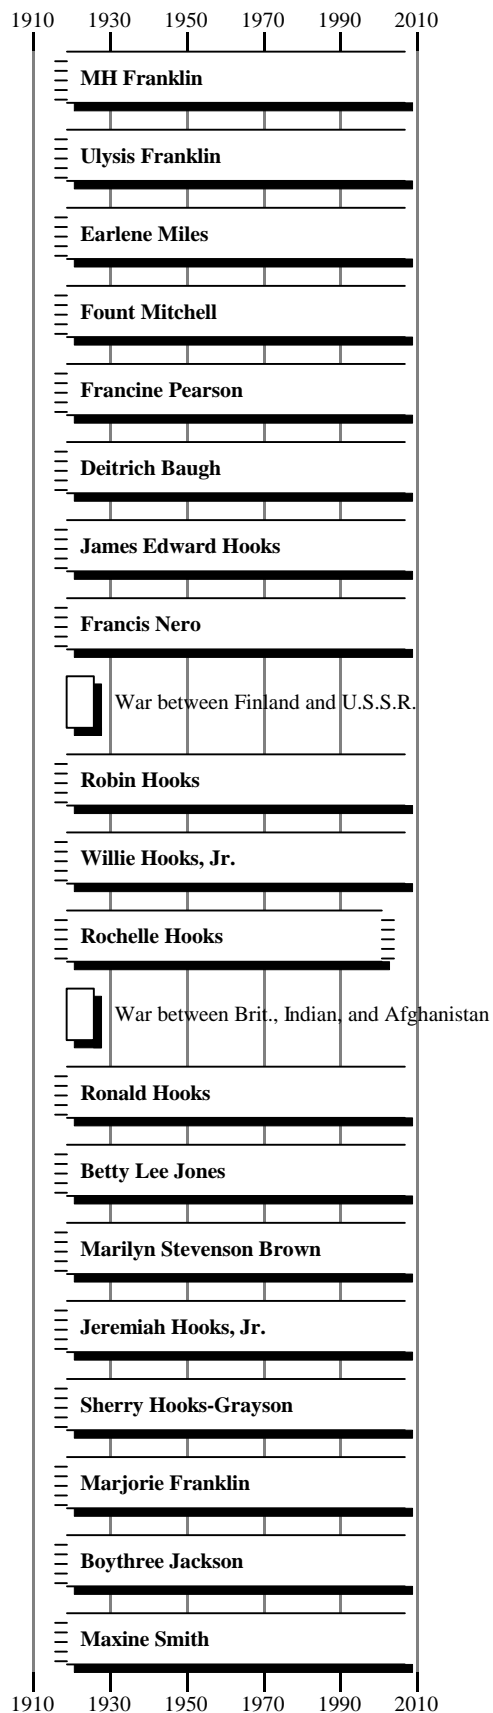 1910 1930 1950 1970 1990 2010
MH Franklin
Ulysis Franklin
Earlene Miles
Fount Mitchell
Francine Pearson
Deitrich Baugh
James Edward Hooks
Francis Nero
War between Finland and U.S.S.R.
Robin Hooks
Willie Hooks, Jr.
Rochelle Hooks
War between Brit., Indian, and Afghanistan
Ronald Hooks
Betty Lee Jones
Marilyn Stevenson Brown
Jeremiah Hooks, Jr.
Sherry Hooks-Grayson
Marjorie Franklin
Boythree Jackson
Maxine Smith
1910 1930 1950 1970 1990 2010